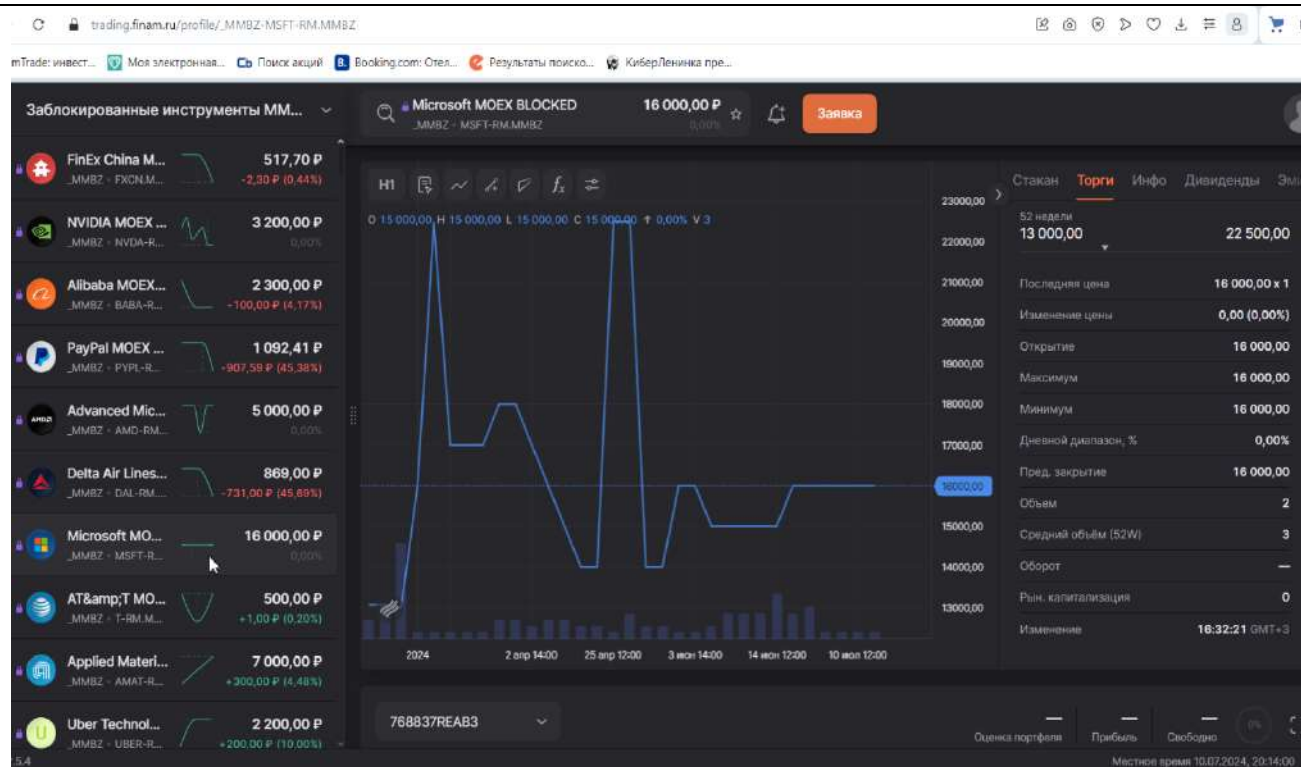 trading.finam.ru/profile/_MMBZ-MSFT-RM.MMBZ
mTrade: инвест... Моя электронная... Сb Поиск акций B. Booking.com: Отел... Результаты поиско... КиберЛенинка пре...
Заблокированные инструменты MM...
Microsoft MOEX BLOCKED 16 000,00 ₽
_MMBZ · MSFT-RM.MMBZ 0,00%
Заявка
FinEx China M... 517,70 ₽
_MMBZ · FXCN.M... -2,30 ₽ (0,44%)
NVIDIA MOEX ... 3 200,00 ₽
_MMBZ · NVDA-R... 0,00%
Alibaba MOEX... 2 300,00 ₽
_MMBZ · BABA-R... -100,00 ₽ (4,17%)
PayPal MOEX ... 1 092,41 ₽
_MMBZ · PYPL-R... -907,59 ₽ (45,38%)
Advanced Mic... 5 000,00 ₽
_MMBZ · AMD-RM... 0,00%
Delta Air Lines... 869,00 ₽
_MMBZ · DAL-RM.... -731,00 ₽ (45,69%)
Microsoft MO... 16 000,00 ₽
_MMBZ · MSFT-R... 0,00%
AT&amp;T MO... 500,00 ₽
_MMBZ · T-RM.M... +1,00 ₽ (0,20%)
Applied Materi... 7 000,00 ₽
_MMBZ · AMAT-R... +300,00 ₽ (4,48%)
Uber Technol... 2 200,00 ₽
_MMBZ · UBER-R... +200,00 ₽ (10,00%)
.5.4
H1 fx
O 15 000,00 H 15 000,00 L 15 000,00 C 15 000,00 0,00% V 3
23000,00
22000,00
21000,00
20000,00
19000,00
18000,00
17000,00
16000,00
15000,00
14000,00
13000,00
2024 2 апр 14:00 25 апр 12:00 3 июн 14:00 14 июн 12:00 10 июл 12:00
768837REAB3
Стакан Торги Инфо Дивиденды Эми
52 недели
13 000,00 22 500,00
Последняя цена 16 000,00 x 1
Изменение цены 0,00 (0,00%)
Открытие 16 000,00
Максимум 16 000,00
Минимум 16 000,00
Дневной диапазон, % 0,00%
Пред. закрытие 16 000,00
Объем 2
Средний объём (52W) 3
Оборот —
Рын. капитализация 0
Изменение 16:32:21 GMT+3
— — — 0%
Оценка портфеля Прибыль Свободно
Местное время 10.07.2024, 20:14:00